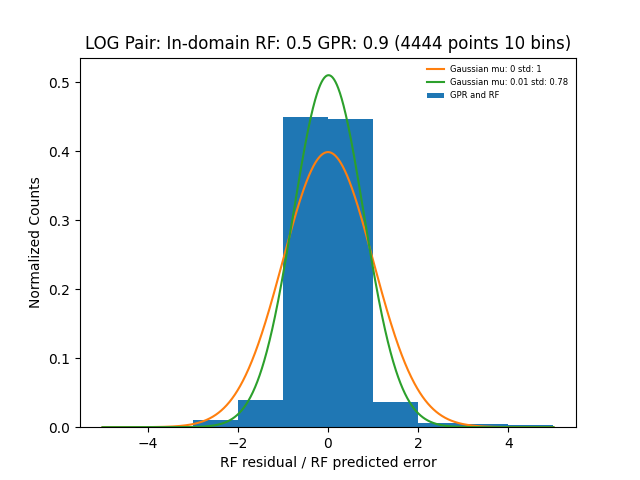 LOG Pair: In-domain RF: 0.5 GPR: 0.9 (4444 points 10 bins)
Gaussian mu: 0 std: 1
Gaussian mu: 0.01 std: 0.78
GPR and RF
Normalized Counts
0.5
0.4
0.3
0.2
0.1
0.0
−4 −2 0 2 4
RF residual / RF predicted error